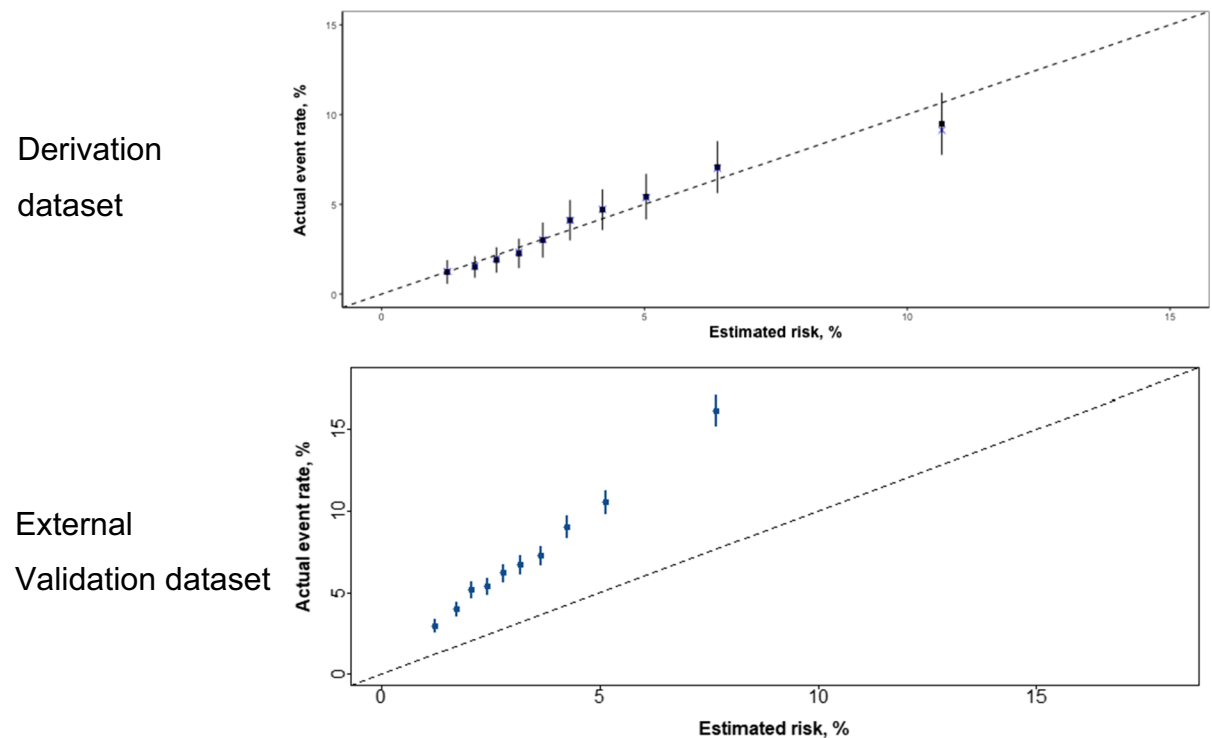 Derivation
dataset
Actual event rate, %
15
10
5
0
0 5 10 15
Estimated risk, %
External
Validation dataset
Actual event rate, %
15
10
5
0
0 5 10 15
Estimated risk, %